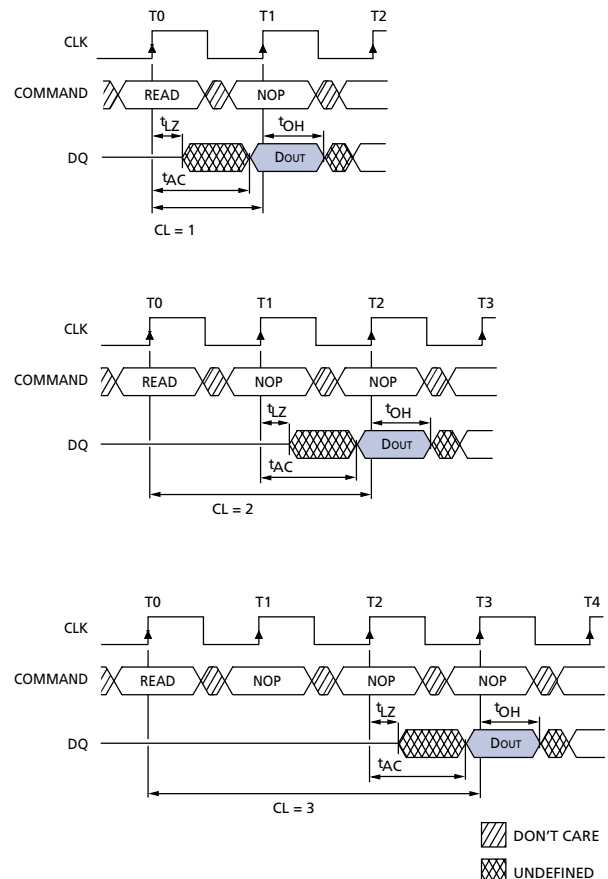 T0 T1 T2
CLK
COMMAND READ NOP
tLZ tOH
DQ DOUT
tAC
CL = 1
T0 T1 T2 T3
CLK
COMMAND READ NOP NOP
tLZ tOH
DQ DOUT
tAC
CL = 2
T0 T1 T2 T3 T4
CLK
COMMAND READ NOP NOP NOP
tLZ tOH
DQ DOUT
tAC
CL = 3
DON'T CARE
UNDEFINED